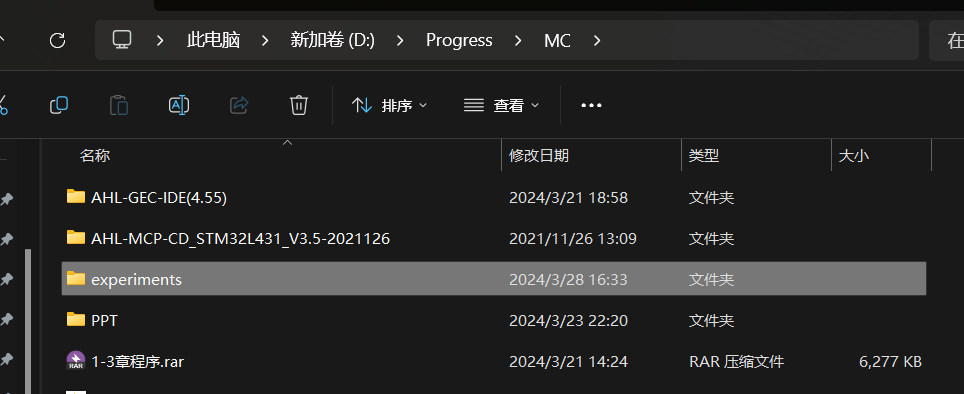 此电脑 新加卷 (D:) Progress MC 在
排序 查看
名称 修改日期 类型 大小
AHL-GEC-IDE(4.55) 2024/3/21 18:58 文件夹
AHL-MCP-CD_STM32L431_V3.5-2021126 2021/11/26 13:09 文件夹
experiments 2024/3/28 16:33 文件夹
PPT 2024/3/23 22:20 文件夹
RAR 1-3章程序.rar 2024/3/21 14:24 RAR 压缩文件 6,277 KB